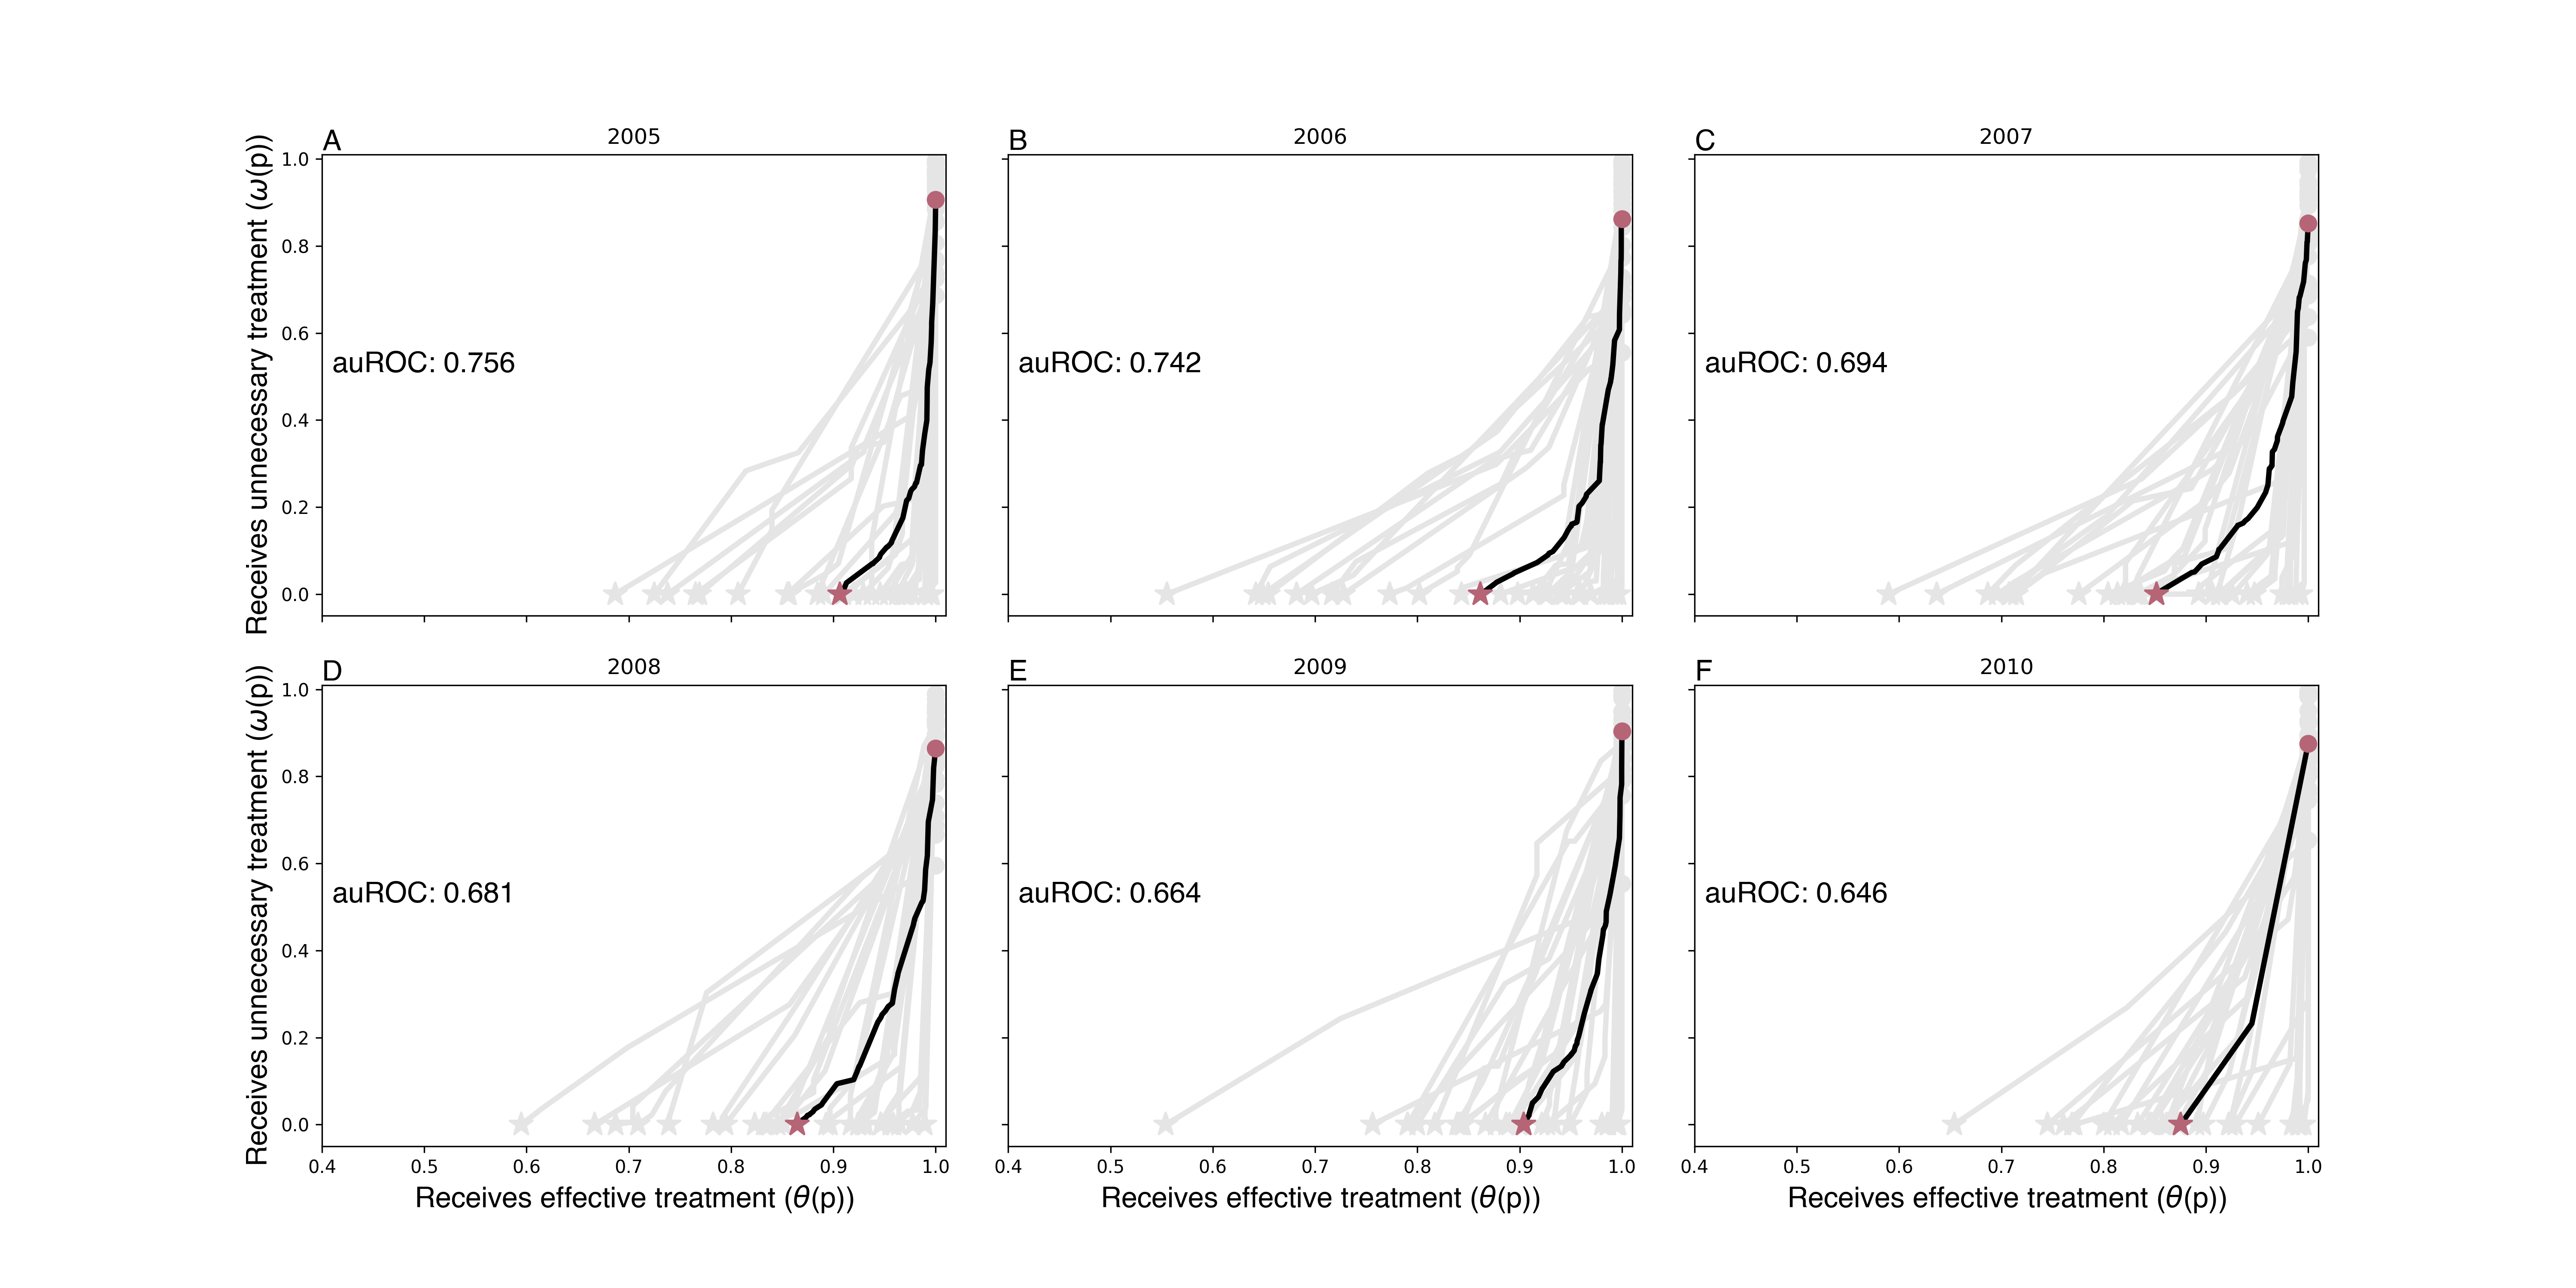 A 2005
B 2006
C 2007
Receives unnecessary treatment (ω(p))
1.0
0.8
0.6
0.4
0.2
0.0
auROC: 0.756
auROC: 0.742
auROC: 0.694
D 2008
E 2009
F 2010
Receives unnecessary treatment (ω(p))
1.0
0.8
0.6
0.4
0.2
0.0
auROC: 0.681
auROC: 0.664
auROC: 0.646
0.4 0.5 0.6 0.7 0.8 0.9 1.0
0.4 0.5 0.6 0.7 0.8 0.9 1.0
0.4 0.5 0.6 0.7 0.8 0.9 1.0
Receives effective treatment (θ(p))
Receives effective treatment (θ(p))
Receives effective treatment (θ(p))